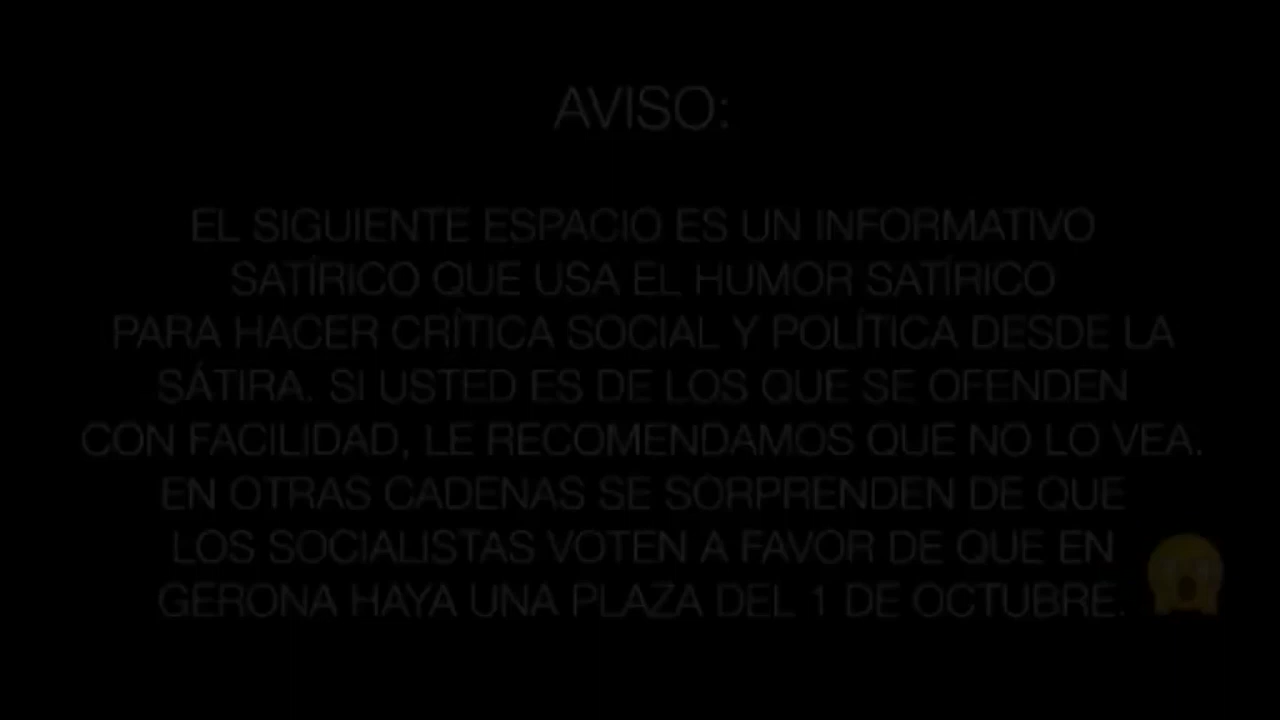 AVISO:
EL SIGUIENTE ESPACIO ES UN INFORMATIVO
SATÍRICO QUE USA EL HUMOR SATÍRICO
PARA HACER CRÍTICA SOCIAL Y POLÍTICA DESDE LA
SÁTIRA. SI USTED ES DE LOS QUE SE OFENDEN
CON FACILIDAD, LE RECOMENDAMOS QUE NO LO VEA.
EN OTRAS CADENAS SE SORPRENDEN DE QUE
LOS SOCIALISTAS VOTEN A FAVOR DE QUE EN
GERONA HAYA UNA PLAZA DEL 1 DE OCTUBRE. 😱